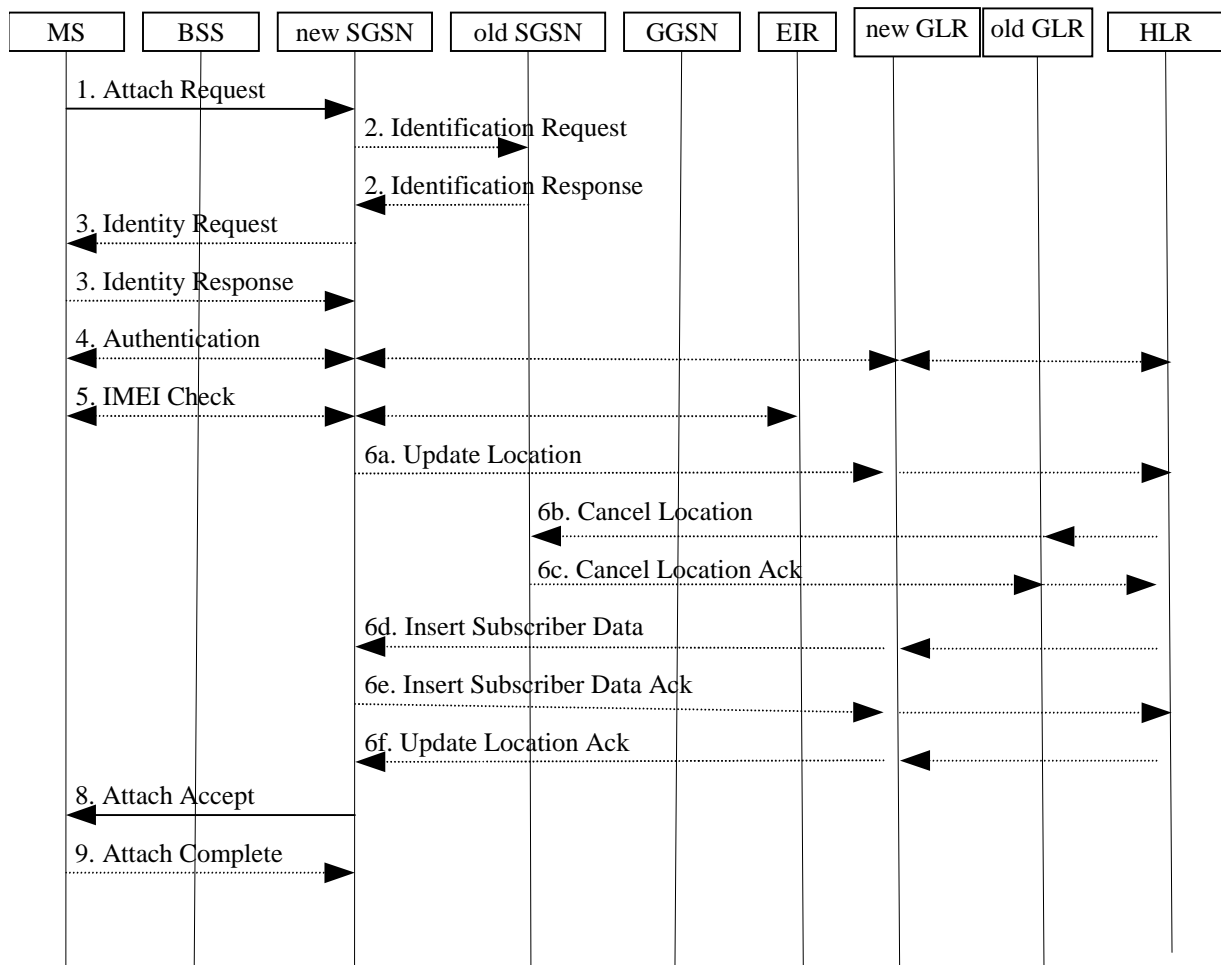 MS
BSS
new SGSN
old SGSN
GGSN
EIR
new GLR
old GLR
HLR
1. Attach Request
2. Identification Request
2. Identification Response
3. Identity Request
3. Identity Response
4. Authentication
5. IMEI Check
6a. Update Location
6b. Cancel Location
6c. Cancel Location Ack
6d. Insert Subscriber Data
6e. Insert Subscriber Data Ack
6f. Update Location Ack
8. Attach Accept
9. Attach Complete